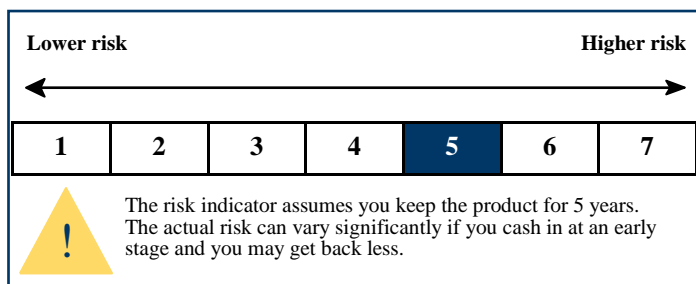 Lower risk Higher risk
1 2 3 4 5 6 7
! The risk indicator assumes you keep the product for 5 years.
The actual risk can vary significantly if you cash in at an early
stage and you may get back less.